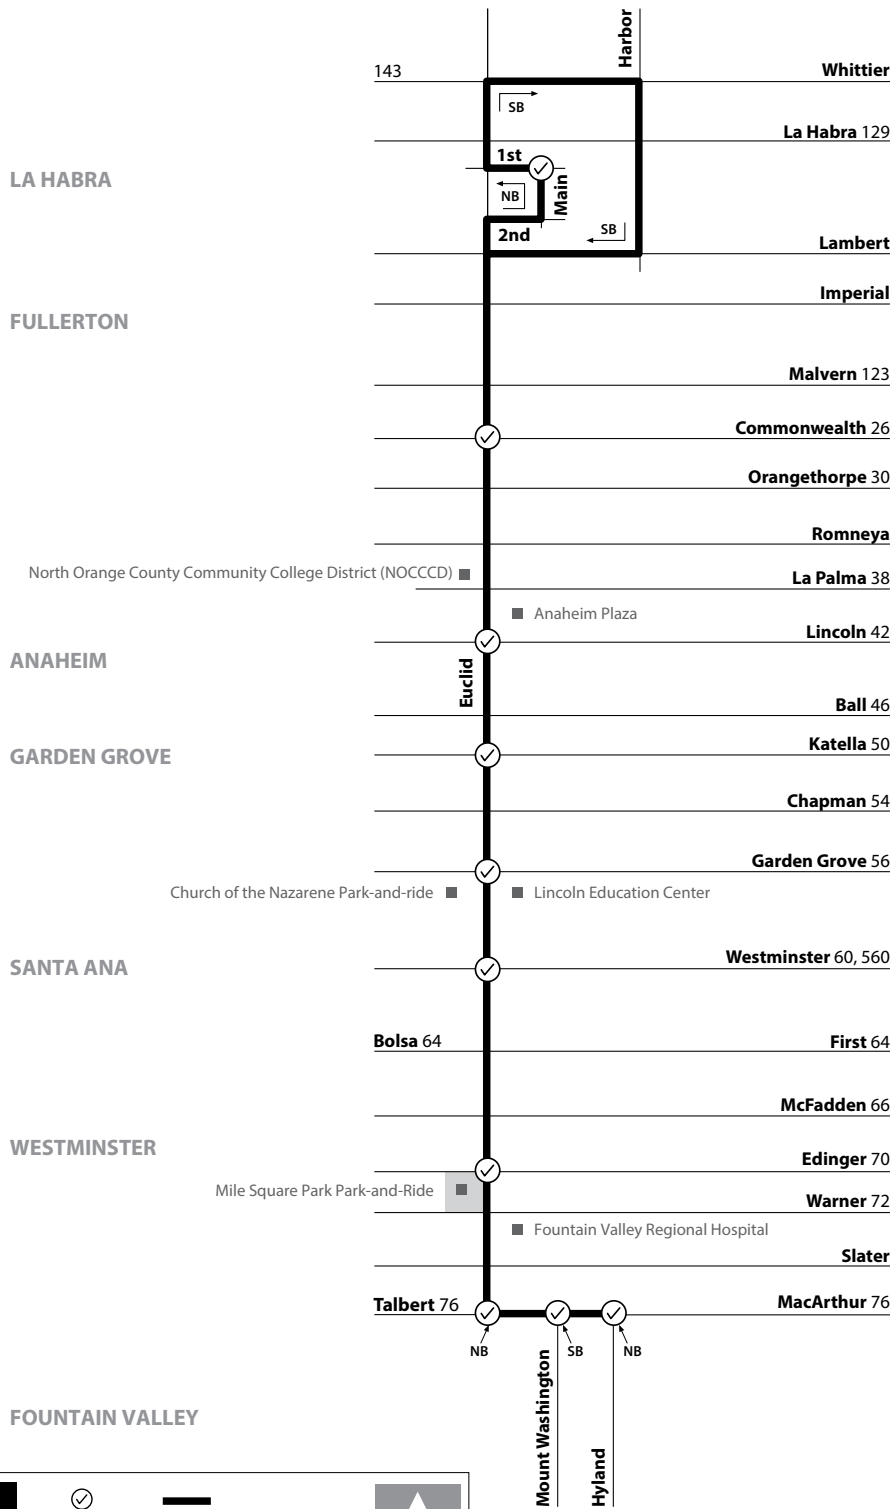 Harbor
143
Whittier
SB
La Habra 129
1st
LA HABRA
NB
Main
2nd
SB
Lambert
Imperial
FULLERTON
Malvern 123
Commonwealth 26
Orangethorpe 30
Romneya
North Orange County Community College District (NOCCCD)
La Palma 38
Anaheim Plaza
Lincoln 42
ANAHEIM
Euclid
Ball 46
Katella 50
GARDEN GROVE
Chapman 54
Garden Grove 56
Church of the Nazarene Park-and-ride
Lincoln Education Center
Westminster 60, 560
SANTA ANA
Bolsa 64
First 64
McFadden 66
WESTMINSTER
Edinger 70
Mile Square Park Park-and-Ride
Warner 72
Fountain Valley Regional Hospital
Slater
Talbert 76
MacArthur 76
NB
SB
NB
Mount Washington
FOUNTAIN VALLEY
Hyland